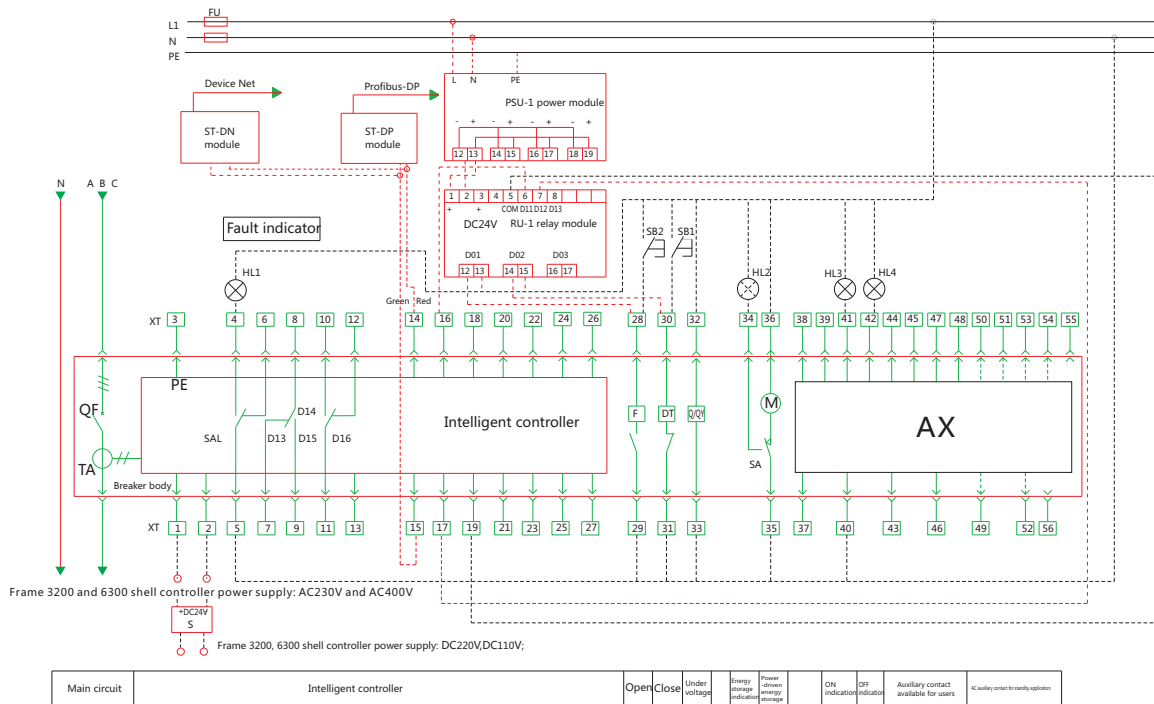 FU
L1
N
PE
Device Net
Profibus-DP
L N PE
PSU-1 power module
- + - + - + - +
12 13 14 15 16 17 18 19
ST-DN
module
ST-DP
module
N A B C
1 2 3 4 5 6 7 8
+ + COM D11 D12 D13
DC24V RU-1 relay module
D01 D02 D03
12 13 14 15 16 17
Fault indicator
SB2 SB1
HL1 HL2 HL3 HL4
Green Red
XT 3 4 6 8 10 12 14 16 18 20 22 24 26 28 30 32 34 36 38 39 41 42 44 45 47 48 50 51 53 54 55
PE
QF
TA
SAL D13 D14 D15 D16
Intelligent controller
F DT Q/QY
M
SA
AX
Breaker body
XT 1 2 5 7 9 11 13 15 17 19 21 23 25 27 29 31 33 35 37 40 43 46 49 52 56
Frame 3200 and 6300 shell controller power supply: AC230V and AC400V
+DC24V
S
Frame 3200, 6300 shell controller power supply: DC220V,DC110V;
Main circuit
Intelligent controller
Open
Close
Under
voltage
Energy
storage
indication
Power
-driven
energy
storage
ON
indication
OFF
indication
Auxiliary contact
available for users
AC auxiliary contact for standby application